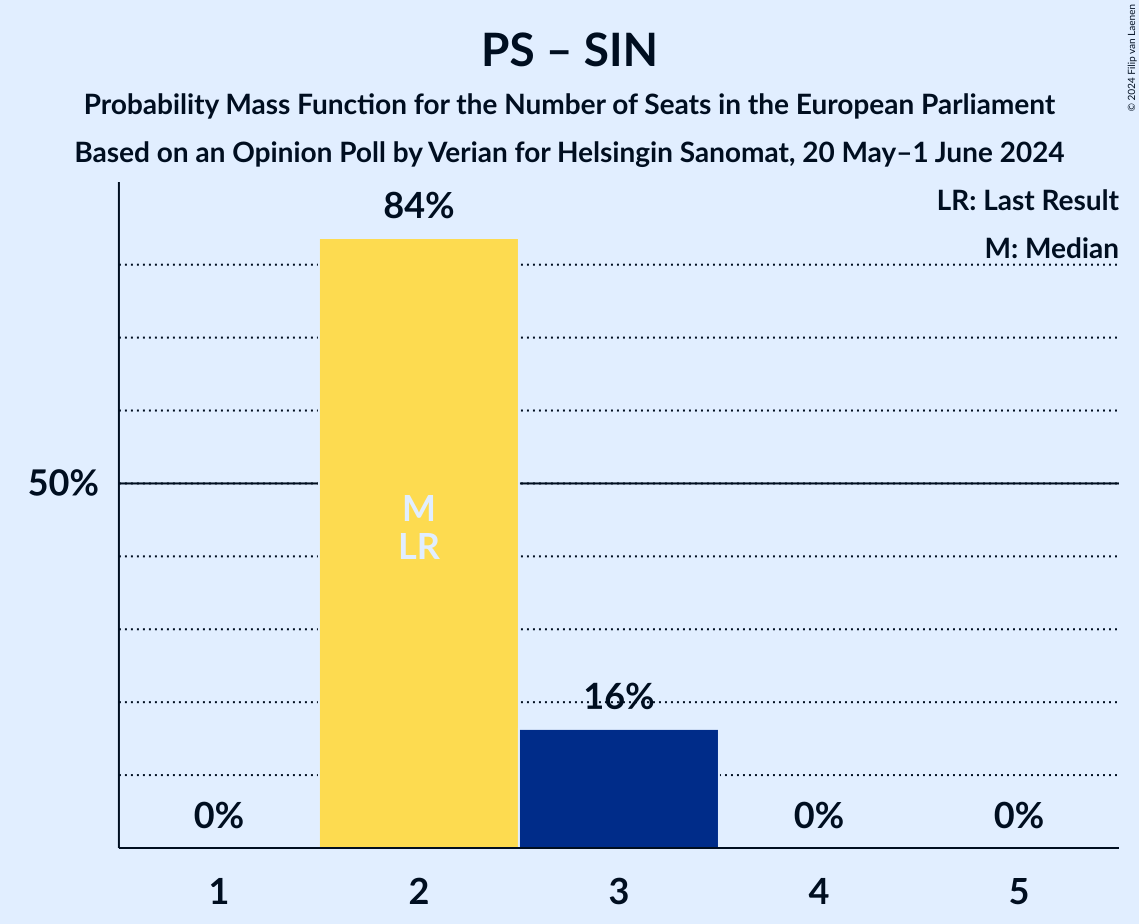 PS – SIN
Probability Mass Function for the Number of Seats in the European Parliament
Based on an Opinion Poll by Verian for Helsingin Sanomat, 20 May–1 June 2024
© 2024 Filip van Laenen
LR: Last Result
M: Median
84%
50%
M
LR
16%
0%
0%
0%
1
2
3
4
5